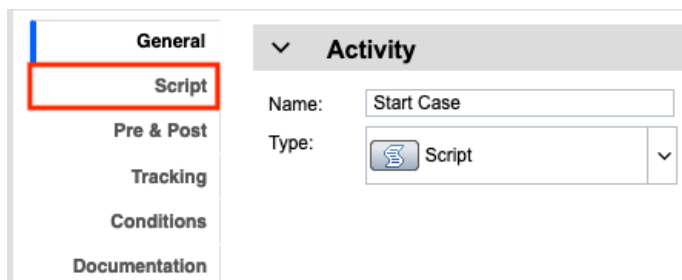 General
Script
Pre & Post
Tracking
Conditions
Documentation
Activity
Name: Start Case
Type: Script